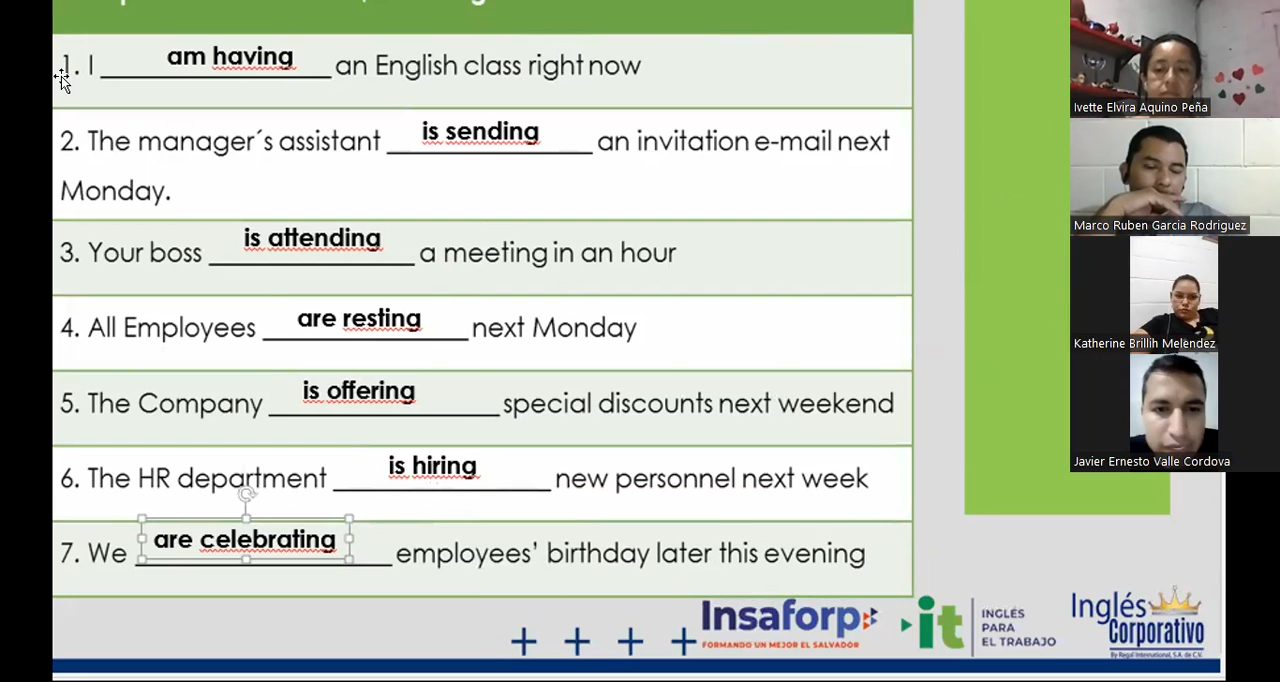 1. I am having an English class right now
2. The manager´s assistant is sending an invitation e-mail next
Monday.
3. Your boss is attending a meeting in an hour
4. All Employees are resting next Monday
5. The Company is offering special discounts next weekend
6. The HR department is hiring new personnel next week
7. We are celebrating employees’ birthday later this evening
Insaforp
FORMANDO UN MEJOR EL SALVADOR
it
INGLÉS
PARA
EL TRABAJO
Inglés
Corporativo
By Regal International, S.A. de C.V.
Ivette Elvira Aquino Peña
Marco Ruben Garcia Rodriguez
Katherine Brillih Melendez
Javier Ernesto Valle Cordova